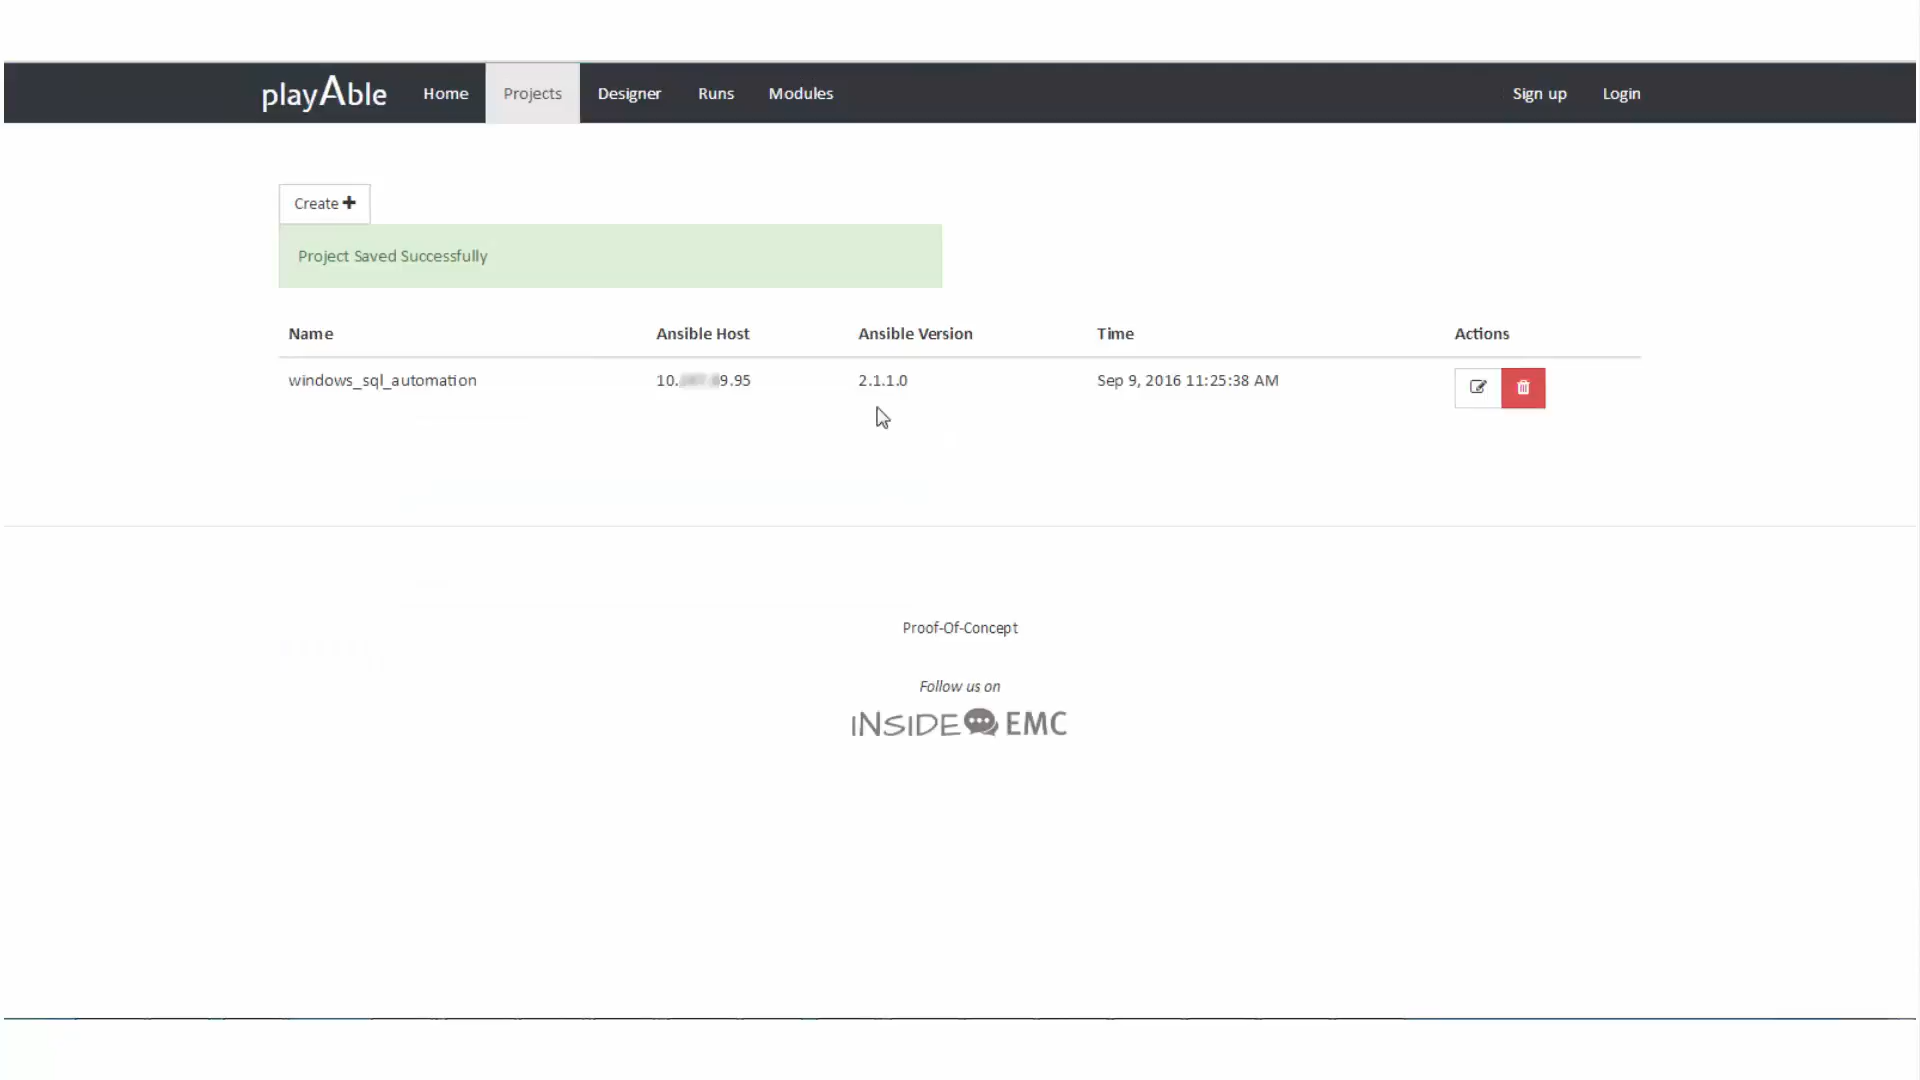 playAble Home Projects Designer Runs Modules Sign up Login
Create
Project Saved Successfully
Name Ansible Host Ansible Version Time Actions
windows_sql_automation 10. 9.95 2.1.1.0 Sep 9, 2016 11:25:38 AM
Proof-Of-Concept
Follow us on
INSIDE EMC